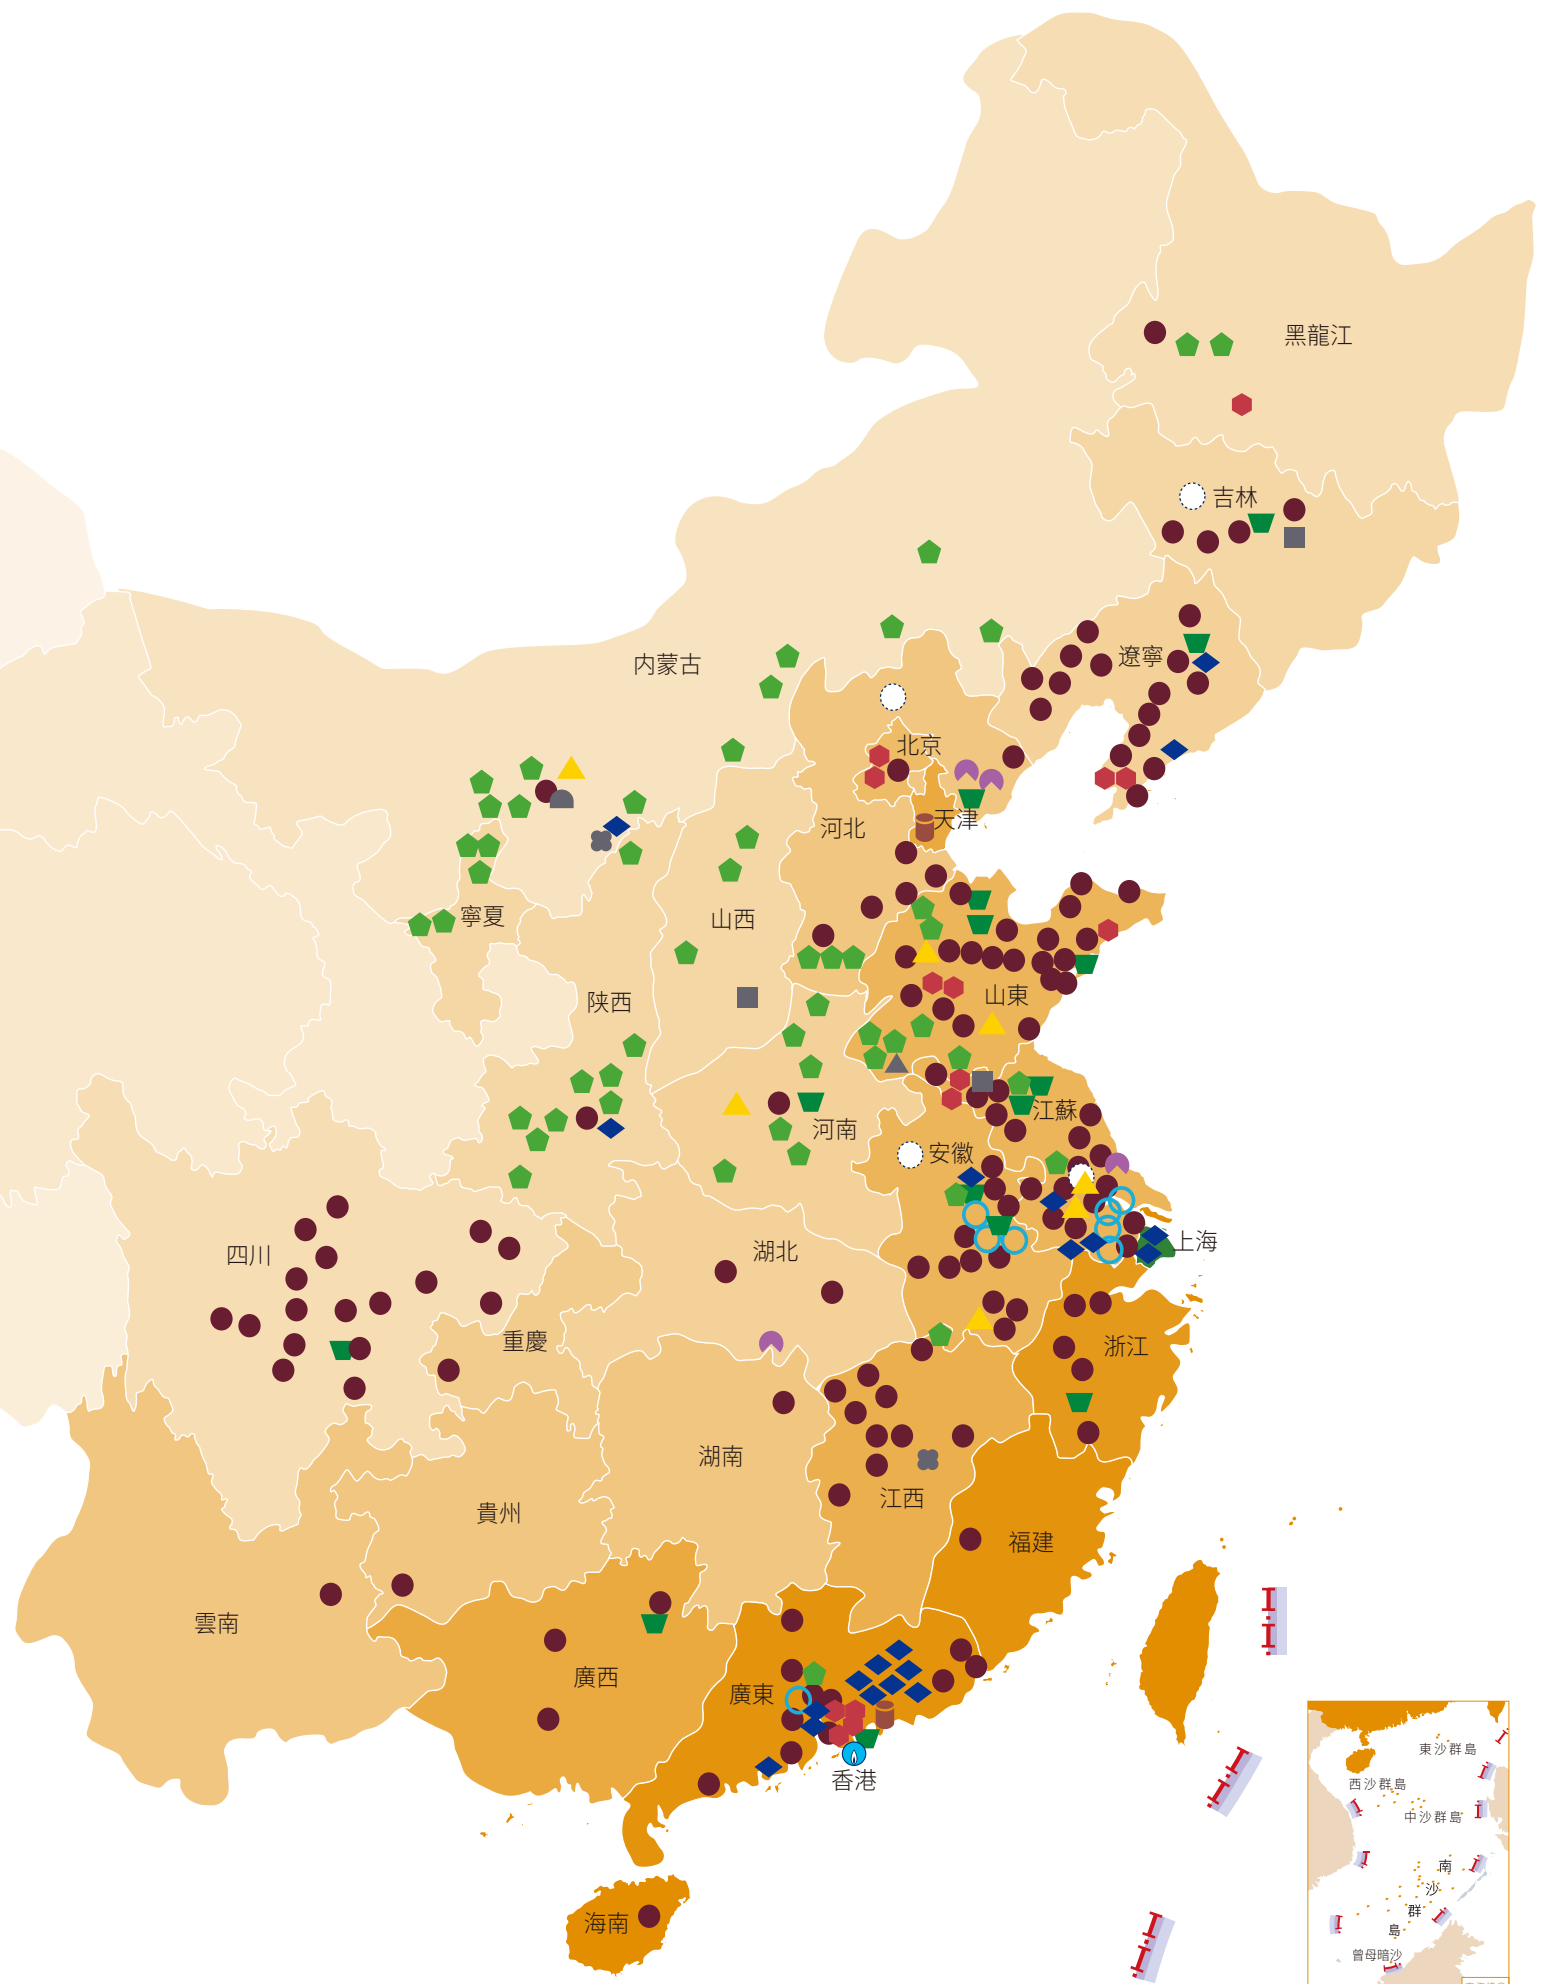 黑龍江
吉林
遼寧
内蒙古
北京
天津
河北
寧夏
山西
陝西
山東
河南
江蘇
安徽
上海
四川
湖北
重慶
浙江
湖南
江西
貴州
福建
雲南
廣西
廣東
香港
海南
東沙群島
西沙群島
中沙群島
南
沙
群
島
曾母暗沙